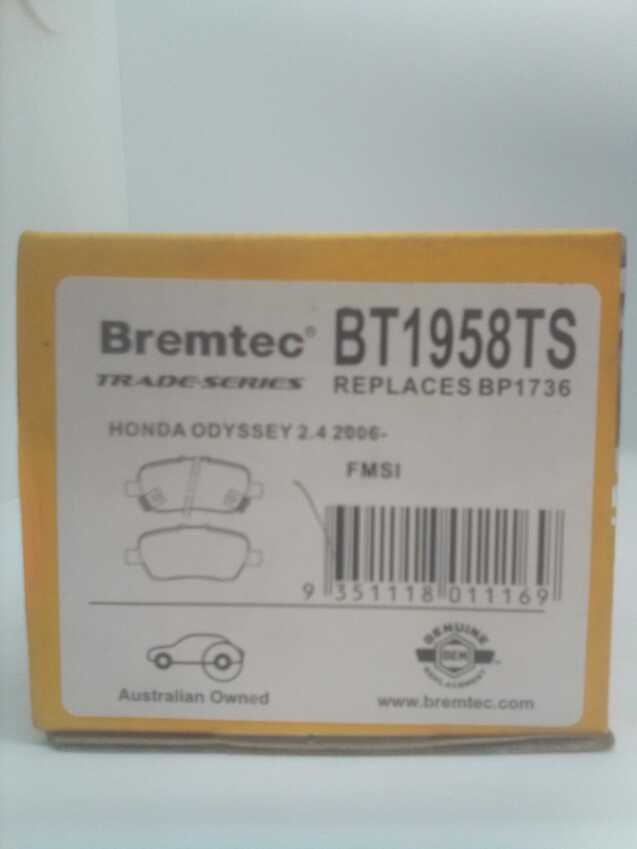 Bremtec®
BT1958TS
TRADE-SERIES
REPLACES BP1736
HONDA ODYSSEY 2.4 2006-
FMSI
9 351118 011169
GENUINE
OEM
REPLACEMENT
Australian Owned
www.bremtec.com